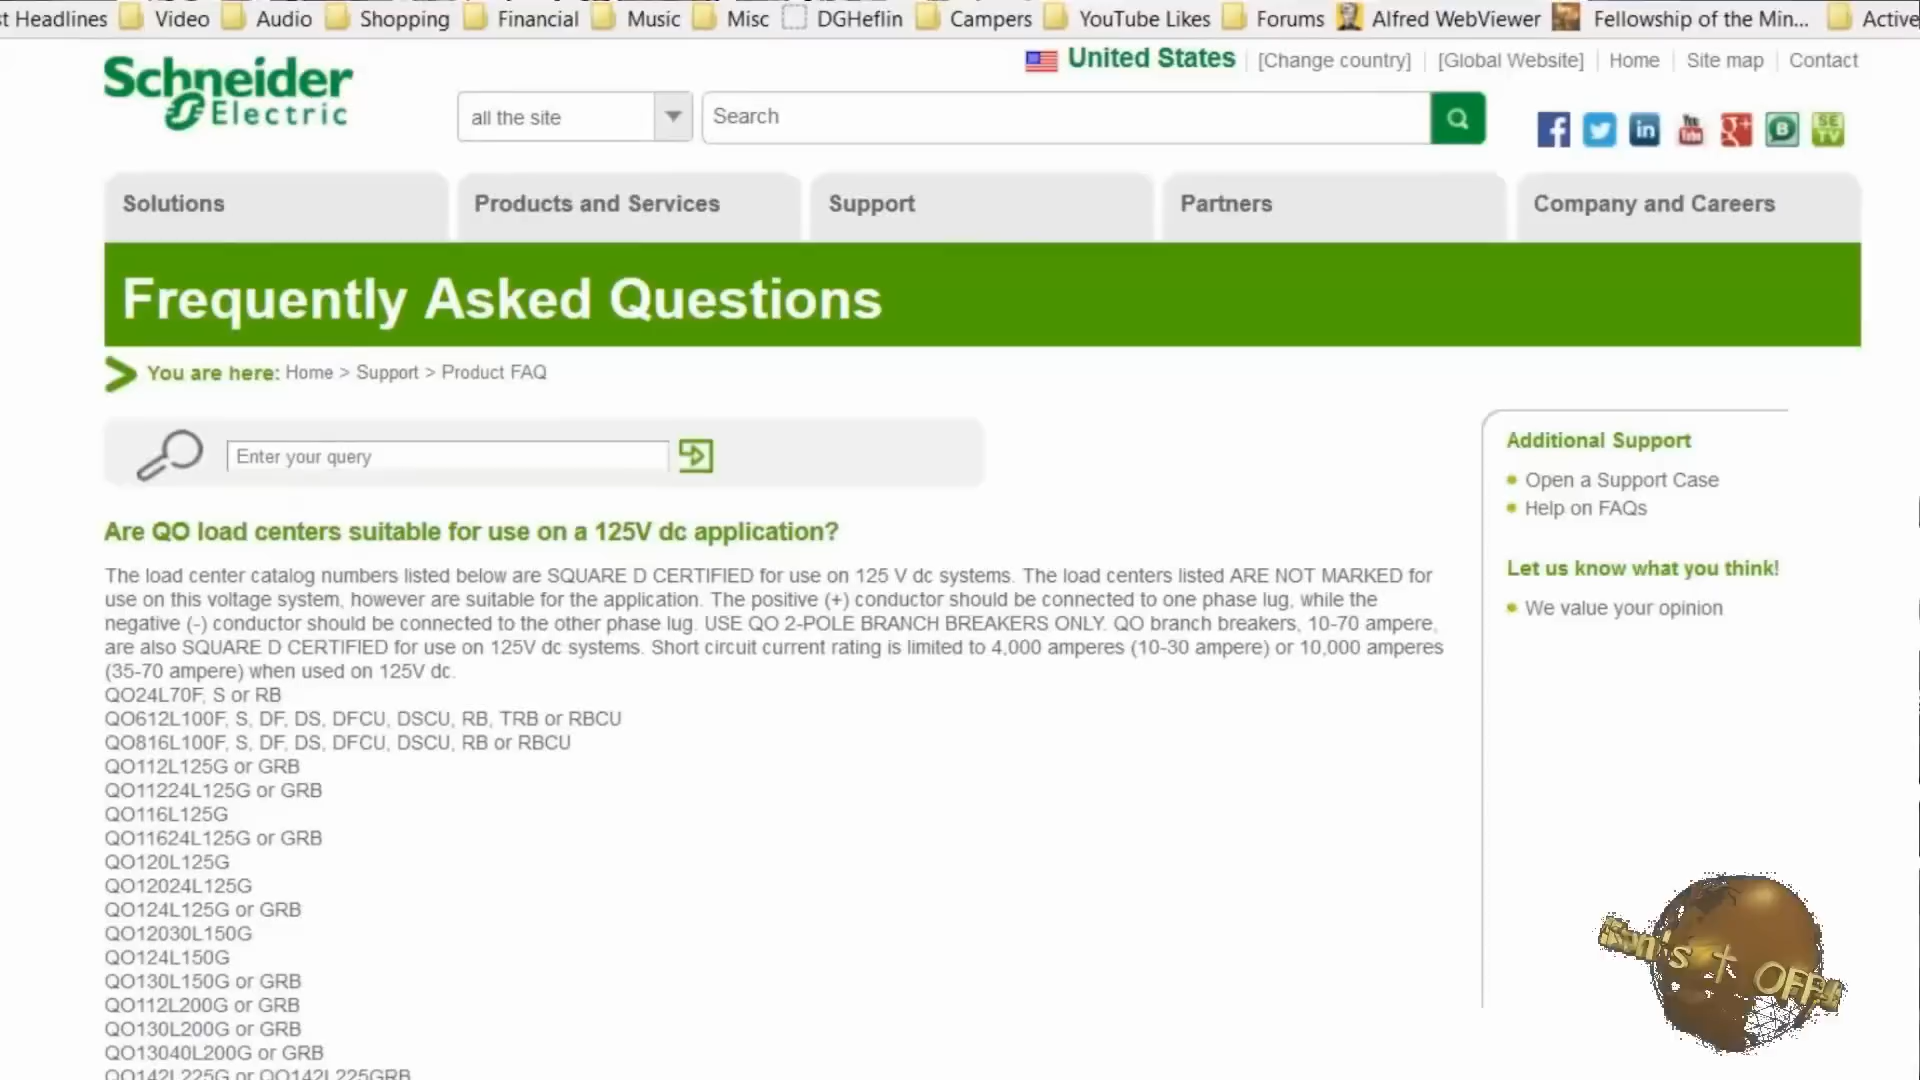 st Headlines Video Audio Shopping Financial Music Misc DGHeflin Campers YouTube Likes Forums Alfred WebViewer Fellowship of the Min... Active
United States [Change country] [Global Website] Home Site map Contact
Schneider Electric
all the site Search
Solutions Products and Services Support Partners Company and Careers
Frequently Asked Questions
You are here: Home > Support > Product FAQ
Enter your query
Are QO load centers suitable for use on a 125V dc application?
The load center catalog numbers listed below are SQUARE D CERTIFIED for use on 125 V dc systems. The load centers listed ARE NOT MARKED for
use on this voltage system, however are suitable for the application. The positive (+) conductor should be connected to one phase lug, while the
negative (-) conductor should be connected to the other phase lug. USE QO 2-POLE BRANCH BREAKERS ONLY. QO branch breakers, 10-70 ampere,
are also SQUARE D CERTIFIED for use on 125V dc systems. Short circuit current rating is limited to 4,000 amperes (10-30 ampere) or 10,000 amperes
(35-70 ampere) when used on 125V dc.
QO24L70F, S or RB
QO612L100F, S, DF, DS, DFCU, DSCU, RB, TRB or RBCU
QO816L100F, S, DF, DS, DFCU, DSCU, RB or RBCU
QO112L125G or GRB
QO11224L125G or GRB
QO116L125G
QO11624L125G or GRB
QO120L125G
QO12024L125G
QO124L125G or GRB
QO12030L150G
QO124L150G
QO130L150G or GRB
QO112L200G or GRB
QO130L200G or GRB
QO13040L200G or GRB
QO142L225G or QO142L225GRB
Additional Support
Open a Support Case
Help on FAQs
Let us know what you think!
We value your opinion